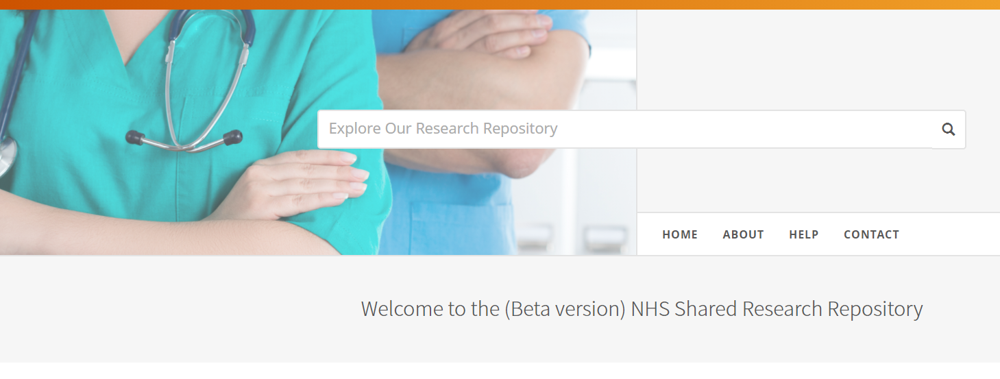 Explore Our Research Repository
HOME ABOUT HELP CONTACT
Welcome to the (Beta version) NHS Shared Research Repository